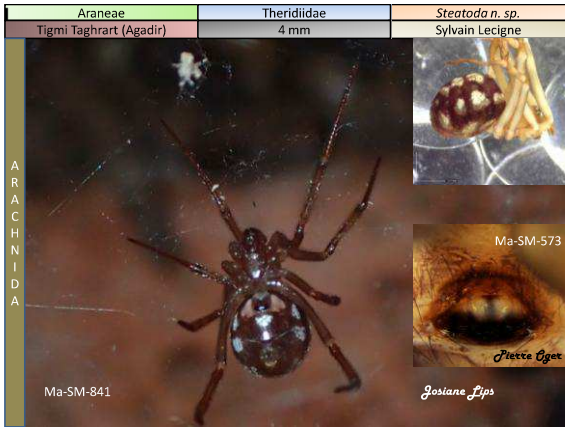 Araneae Theridiidae Steatoda n. sp.
Tigmi Taghrart (Agadir) 4 mm Sylvain Lecigne
ARACHNIDA
Ma-SM-573
Pierre Oger
Ma-SM-841
Josiane Lips